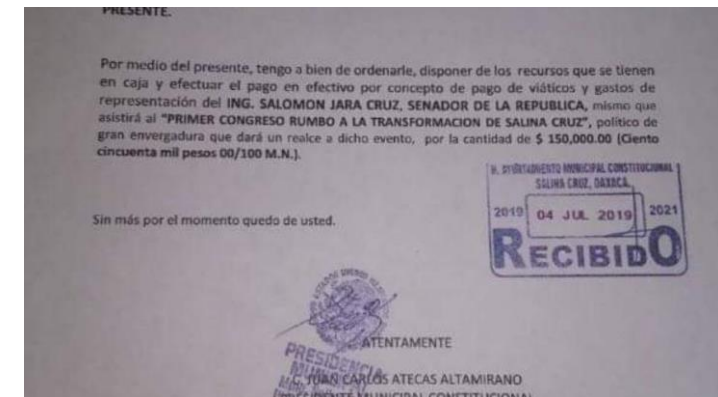 PRESENTE.
Por medio del presente, tengo a bien de ordenarle, disponer de los recursos que se tienen
en caja y efectuar el pago en efectivo por concepto de pago de viáticos y gastos de
representación del ING. SALOMON JARA CRUZ, SENADOR DE LA REPUBLICA, mismo que
asistirá al "PRIMER CONGRESO RUMBO A LA TRANSFORMACION DE SALINA CRUZ", político de
gran envergadura que dará un realce a dicho evento, por la cantidad de $ 150,000.00 (Ciento
cincuenta mil pesos 00/100 M.N.).
H. AYUNTAMIENTO MUNICIPAL CONSTITUCIONAL
SALINA CRUZ, OAXACA.
2019 04 JUL 2019 2021
RECIBIDO
Sin más por el momento quedo de usted.
ATENTAMENTE
PRESIDENCIA
JUAN CARLOS ATECAS ALTAMIRANO
MUNICIPAL CONSTITUCIONAL